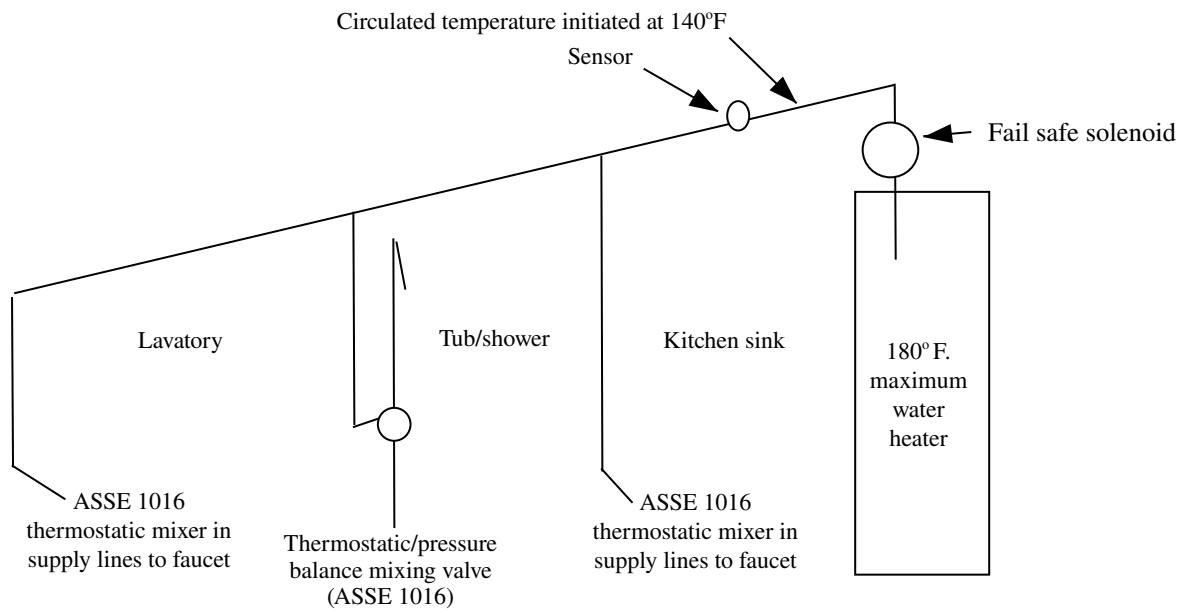 Circulated temperature initiated at 140°F
Sensor
Fail safe solenoid
Lavatory
Tub/shower
Kitchen sink
180° F.
maximum
water
heater
ASSE 1016
thermostatic mixer in
supply lines to faucet
Thermostatic/pressure
balance mixing valve
(ASSE 1016)
ASSE 1016
thermostatic mixer in
supply lines to faucet